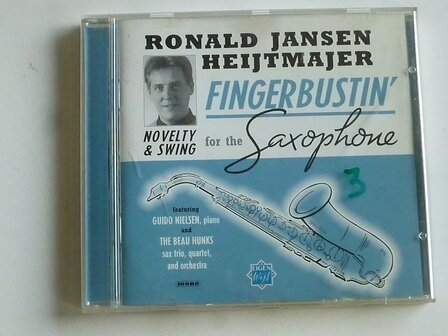 RONALD JANSEN
HEIJTMAJER
FINGERBUSTIN'
NOVELTY
& SWING
for the
Saxophone
3
featuring
GUIDO NIELSEN, piano
and
THE BEAU HUNKS
sax trio, quartet,
and orchestra
mono
EIGEN